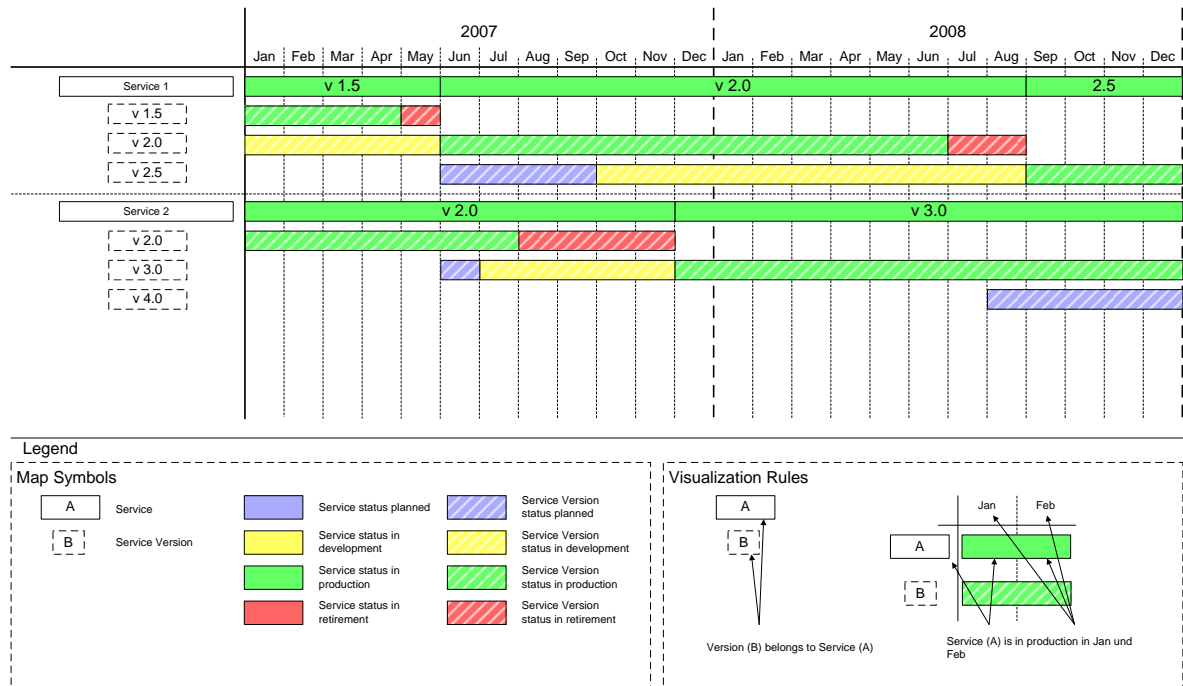 2007 2008
Jan Feb Mar Apr May Jun Jul Aug Sep Oct Nov Dec Jan Feb Mar Apr May Jun Jul Aug Sep Oct Nov Dec
Service 1 v 1.5 v 2.0 2.5
v 1.5
v 2.0
v 2.5
Service 2 v 2.0 v 3.0
v 2.0
v 3.0
v 4.0
Legend
Map Symbols
A Service
B Service Version
Service status planned
Service status in
development
Service status in
production
Service status in
retirement
Service Version
status planned
Service Version
status in development
Service Version
status in production
Service Version
status in retirement
Visualization Rules
A
B
Version (B) belongs to Service (A)
Jan Feb
A
B
Service (A) is in production in Jan und
Feb